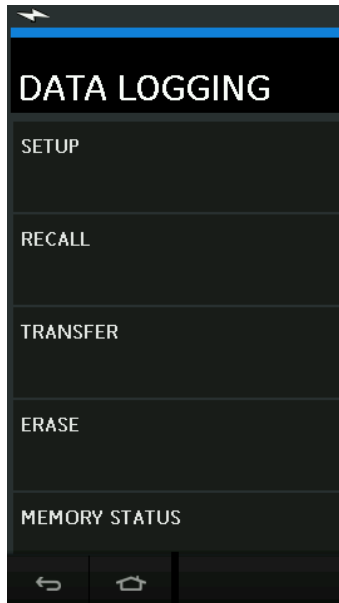 DATA LOGGING
SETUP
RECALL
TRANSFER
ERASE
MEMORY STATUS